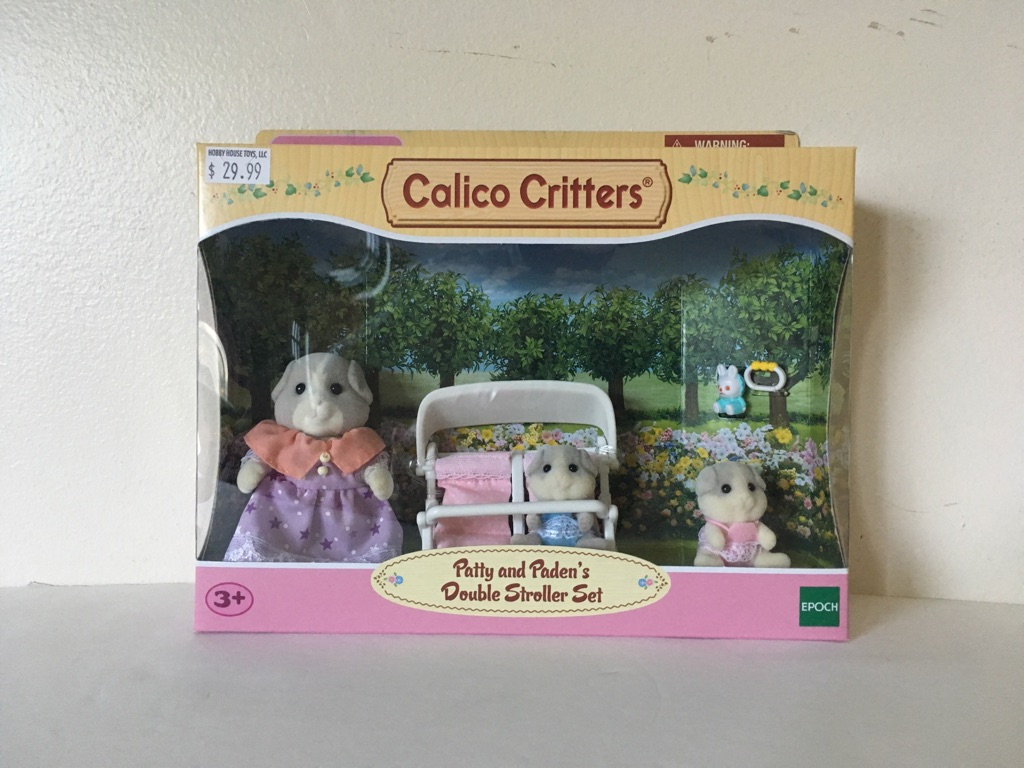 HOBBY HOUSE TOYS, LLC
$ 29.99
WARNING:
Calico Critters®
Patty and Paden's
Double Stroller Set
3+
EPOCH